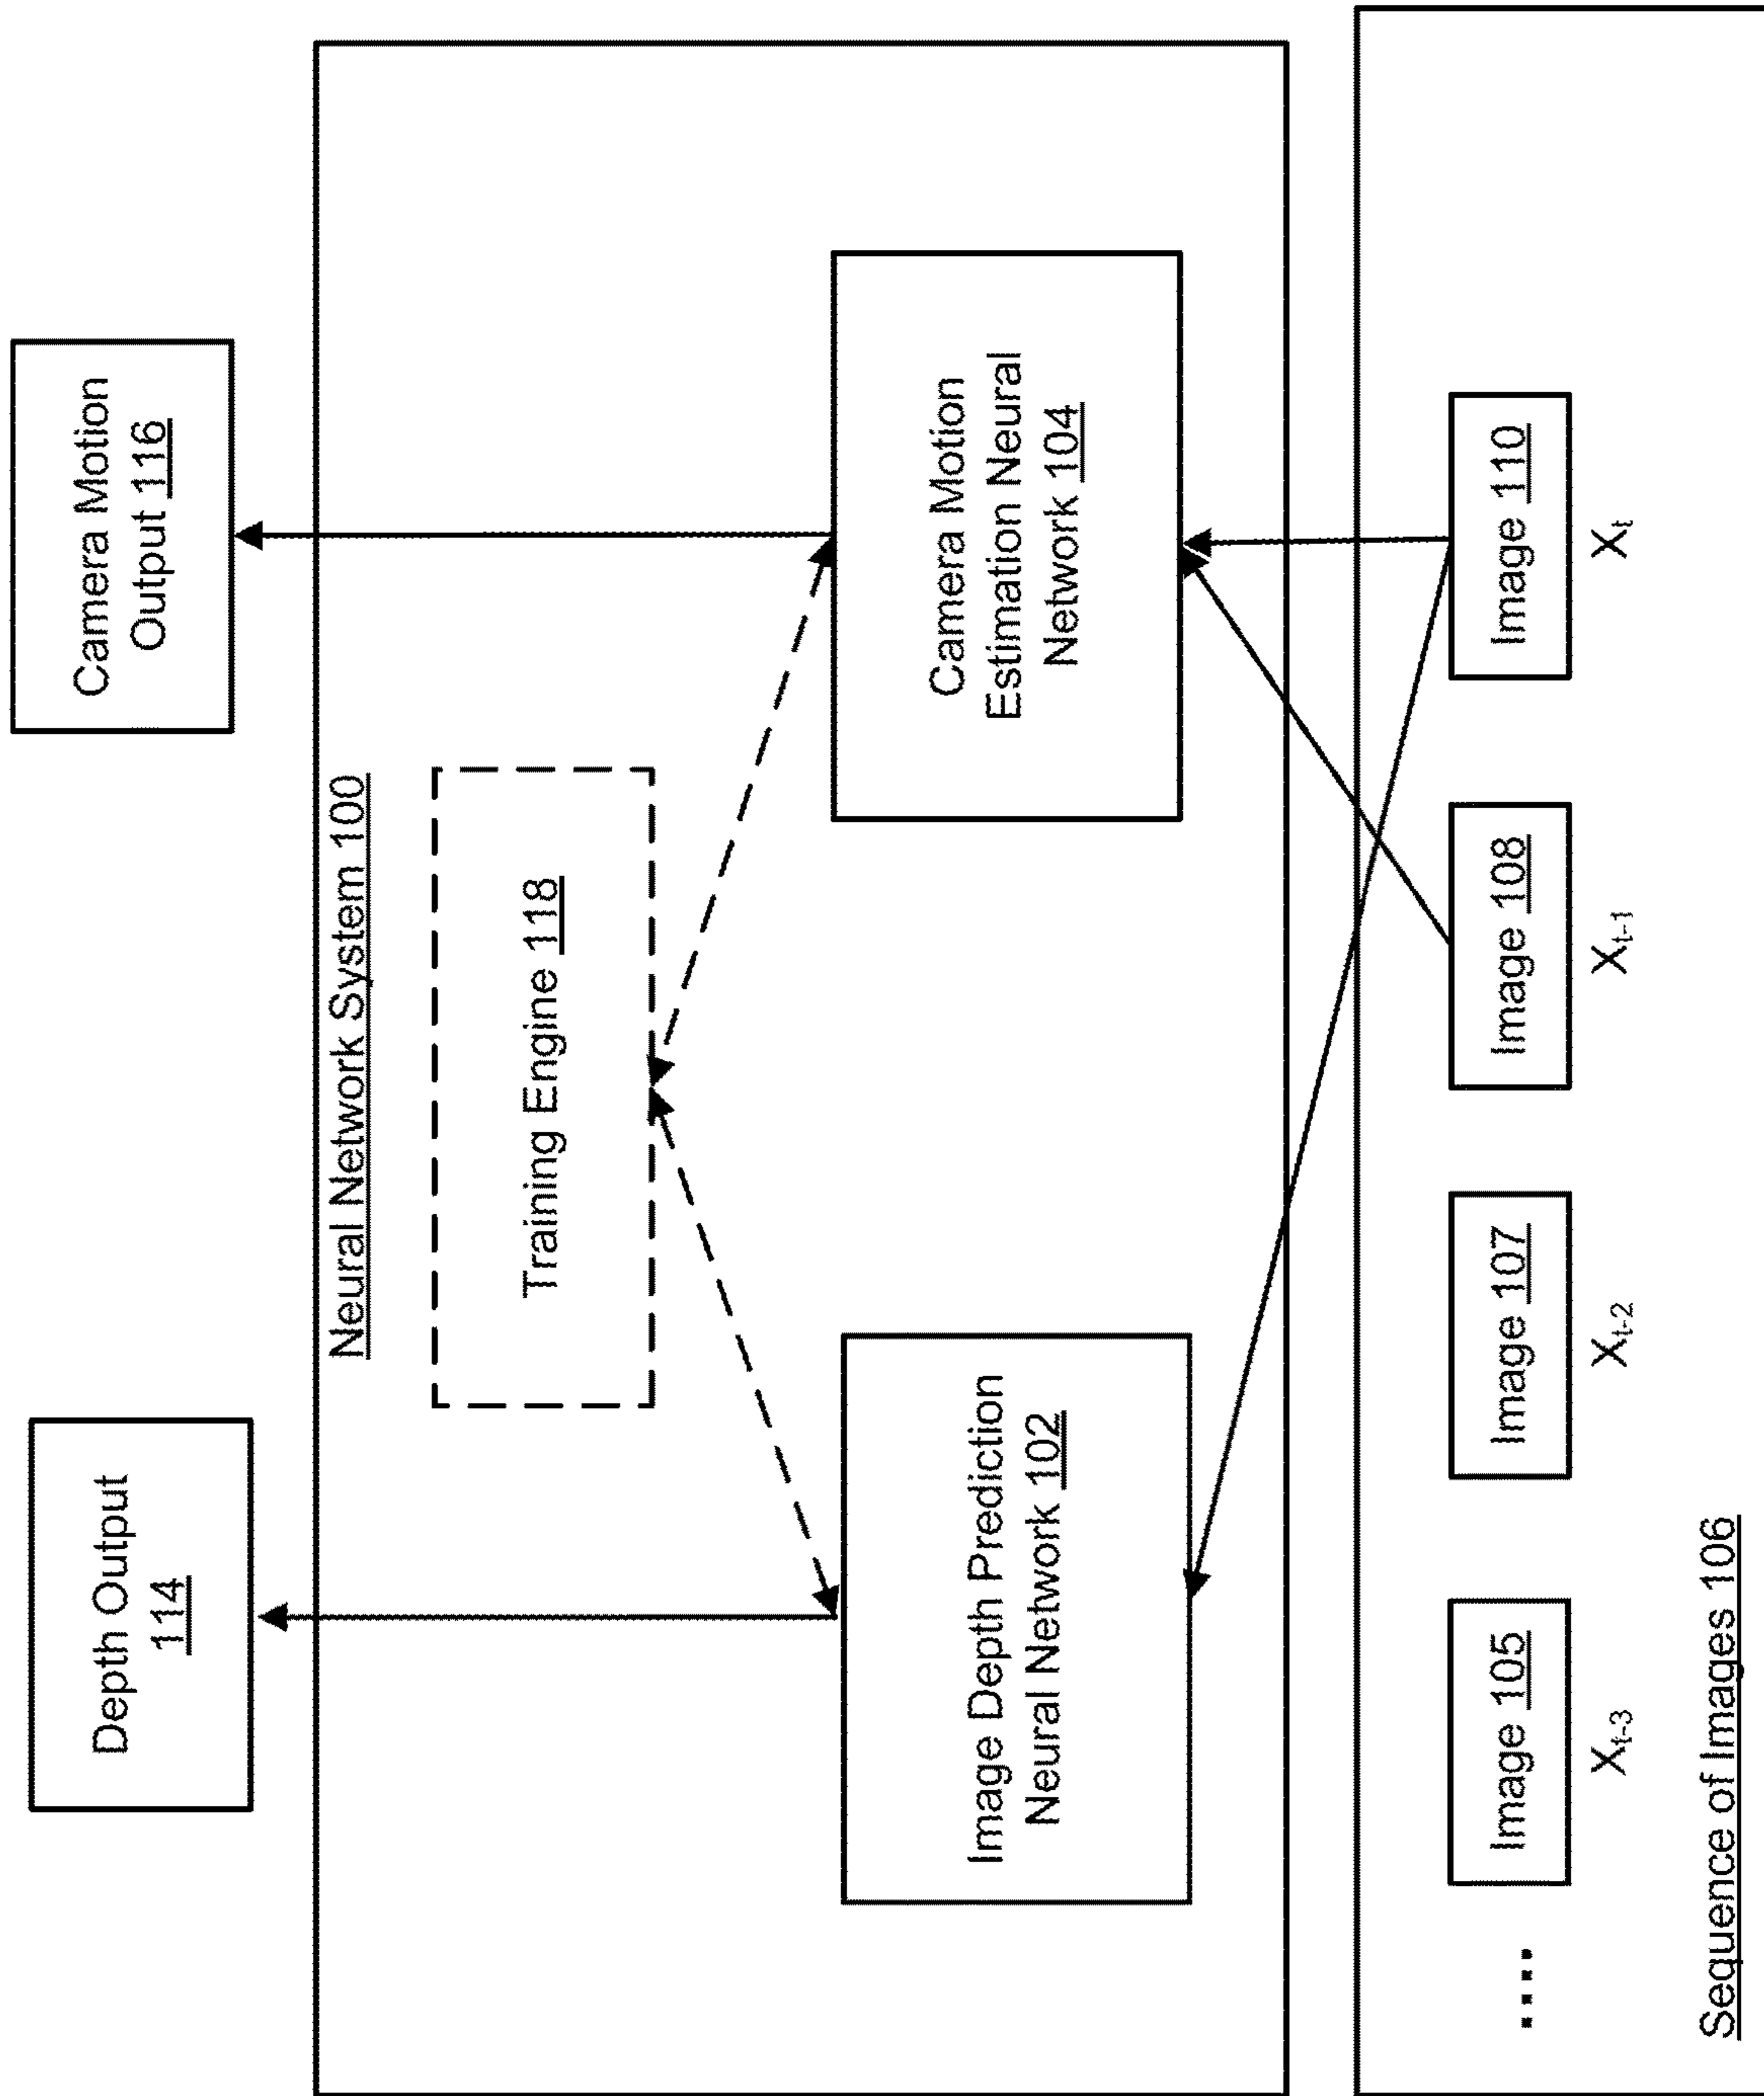 Depth Output
114
Camera Motion
Output 116
Neural Network System 100
Training Engine 118
Image Depth Prediction
Neural Network 102
Camera Motion
Estimation Neural
Network 104
.....
Image 105
Image 107
Image 108
Image 110
Xt-3
Xt-2
Xt-1
Xt
Sequence of Images 106